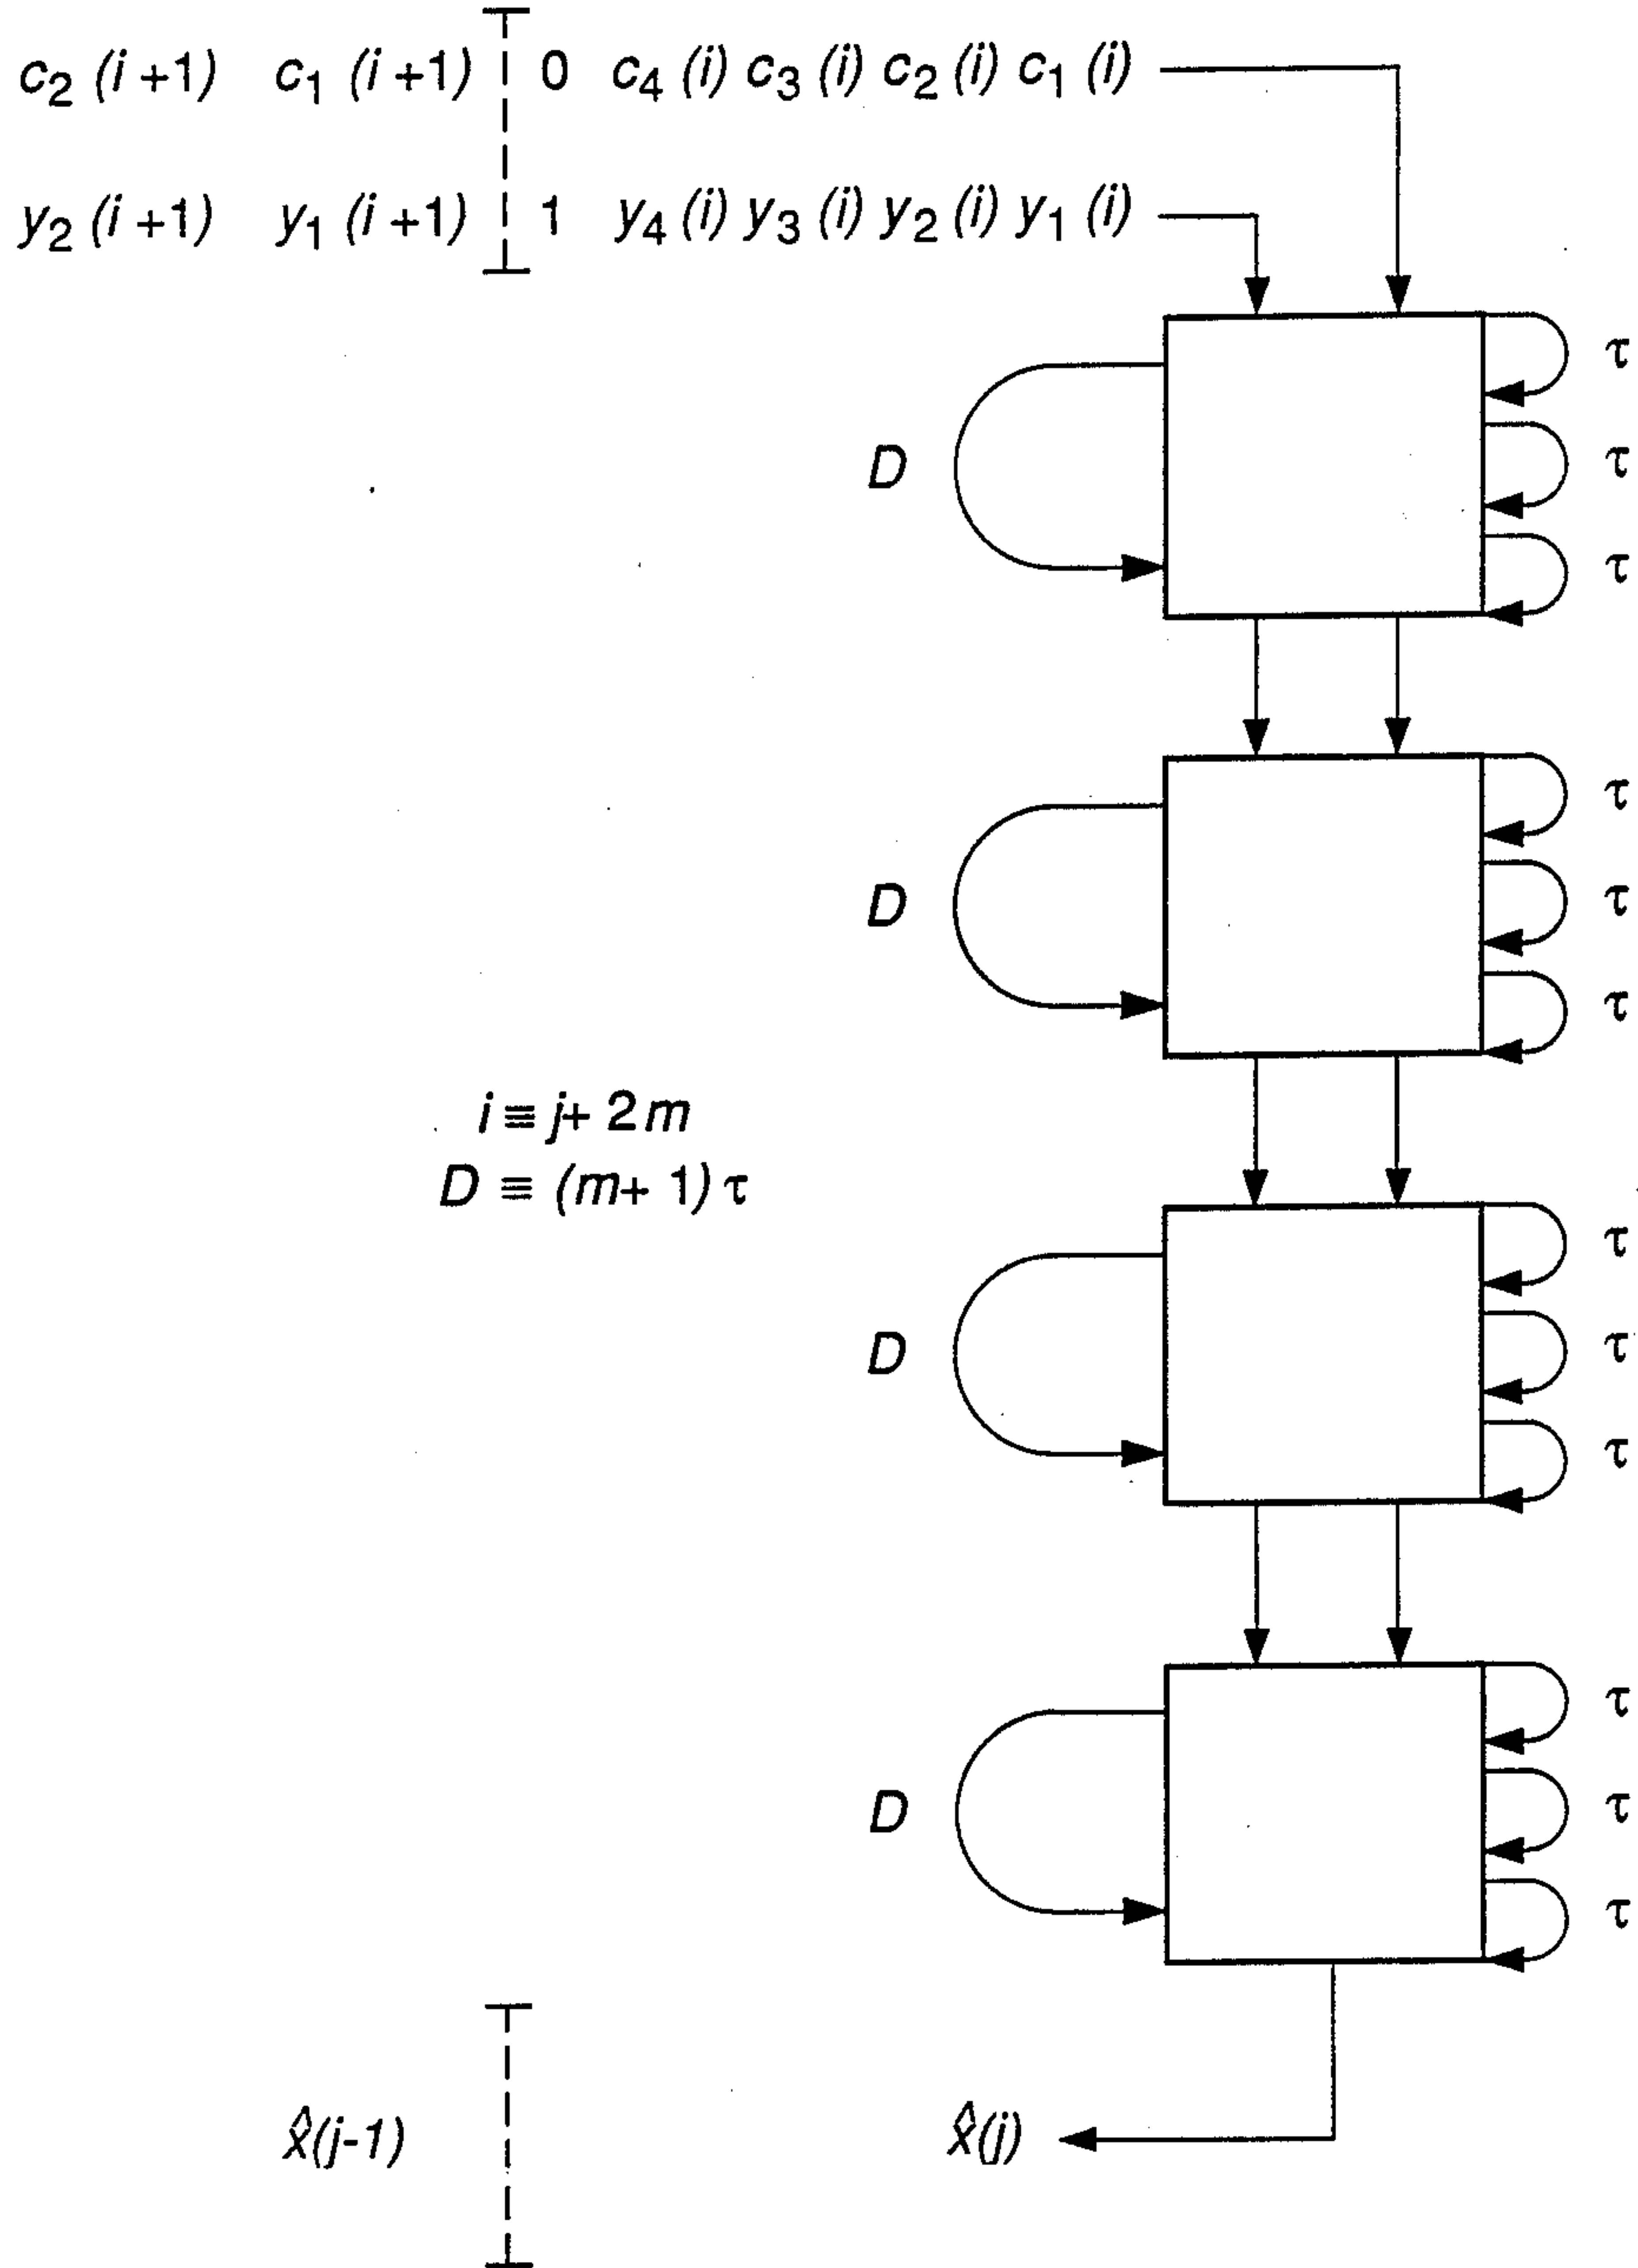 c₂ (i +1) c₁ (i +1) 0 c₄ (i) c₃ (i) c₂ (i) c₁ (i)
y₂ (i +1) y₁ (i +1) 1 y₄ (i) y₃ (i) y₂ (i) y₁ (i)
τ
D
τ
τ
τ
D
τ
τ
i ≡ j+ 2m
D ≡ (m+ 1) τ
τ
D
τ
τ
τ
D
τ
τ
x̂(j-1) x̂(j)